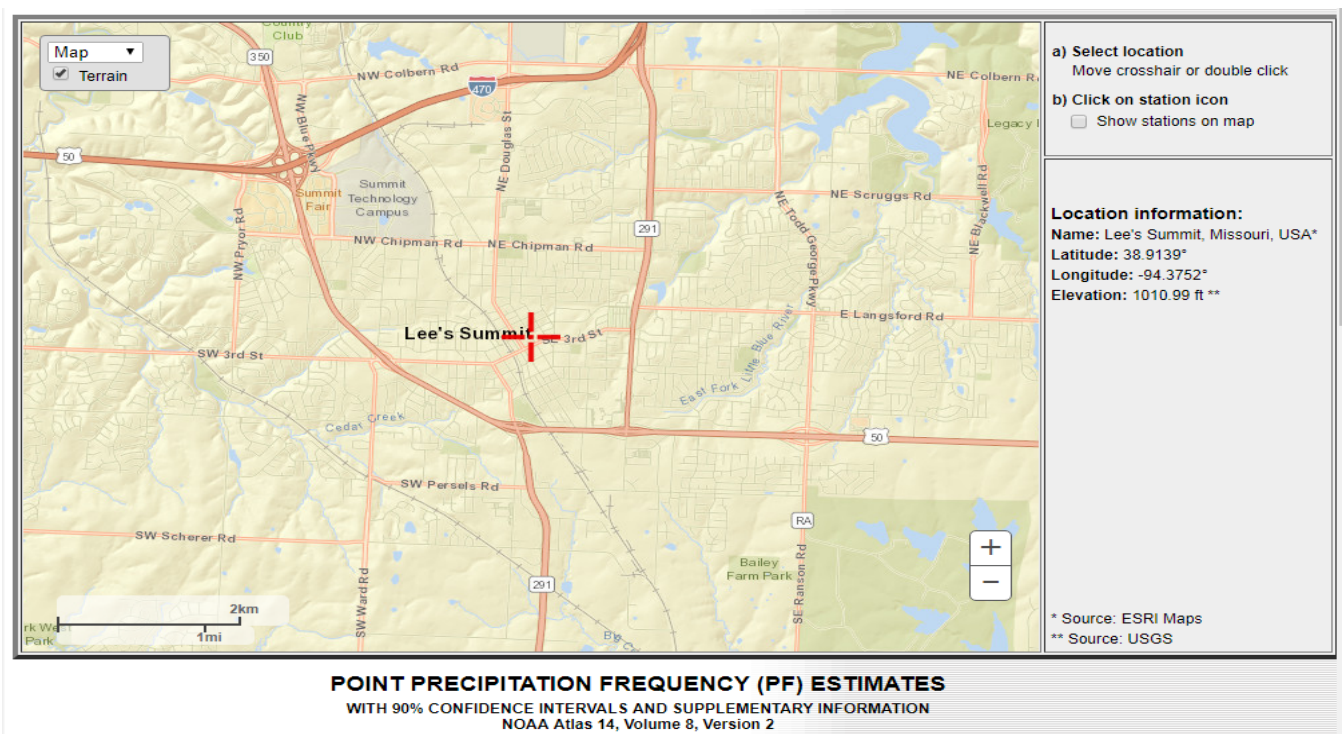 Country
Club
Map ▼
Terrain
350
NW Colbern Rd
470
NE Colbern R
a) Select location
Move crosshair or double click
b) Click on station icon
Show stations on map
Legacy
50
NW Blue Pkwy
NE Douglas St
Summit
Fair
Summit
Technology
Campus
NE Scruggs Rd
NE Blackwell Rd
NE Todd George Pkwy
NW Pryor Rd
291
NW Chipman Rd
NE Chipman Rd
Location information:
Name: Lee's Summit, Missouri, USA*
Latitude: 38.9139°
Longitude: -94.3752°
Elevation: 1010.99 ft **
E Langsford Rd
Lee's Summit
SE 3rd St
SW 3rd St
East Fork Little Blue River
Cedar Creek
50
SW Persels Rd
RA
SW Scherer Rd
+
−
Bailey
Farm Park
SE Ranson Rd
SW Ward Rd
291
2km
1mi
rk West
Park
Big
* Source: ESRI Maps
** Source: USGS
POINT PRECIPITATION FREQUENCY (PF) ESTIMATES
WITH 90% CONFIDENCE INTERVALS AND SUPPLEMENTARY INFORMATION
NOAA Atlas 14, Volume 8, Version 2